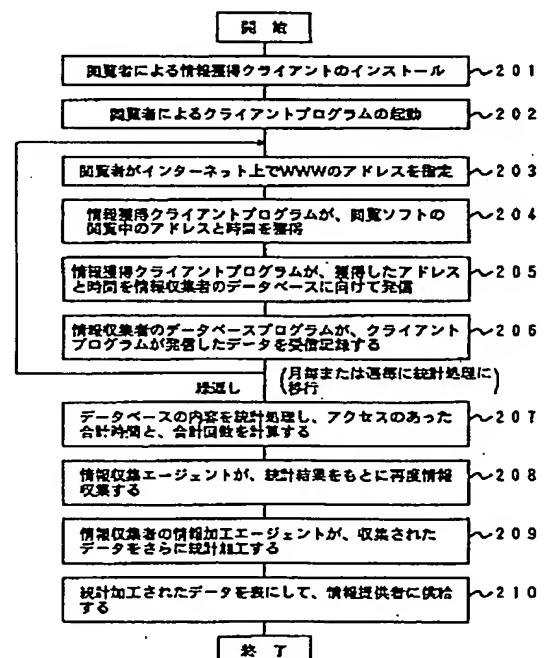 開 始
閲覧者による情報獲得クライアントのインストール
201
閲覧者によるクライアントプログラムの起動
202
閲覧者がインターネット上でWWWのアドレスを指定
203
情報獲得クライアントプログラムが、閲覧ソフトの
閲覧中のアドレスと時間を獲得
204
情報獲得クライアントプログラムが、獲得したアドレス
と時間を情報収集者のデータベースに向けて発信
205
情報収集者のデータベースプログラムが、クライアント
プログラムが発信したデータを受信記録する
206
繰返し
(月毎または週毎に統計処理に
移行)
データベースの内容を統計処理し、アクセスのあった
合計時間と、合計回数を計算する
207
情報収集エージェントが、統計結果をもとに再度情報
収集する
208
情報収集者の情報加工エージェントが、収集された
データをさらに統計加工する
209
統計加工されたデータを表にして、情報提供者に供給
する
210
終 了